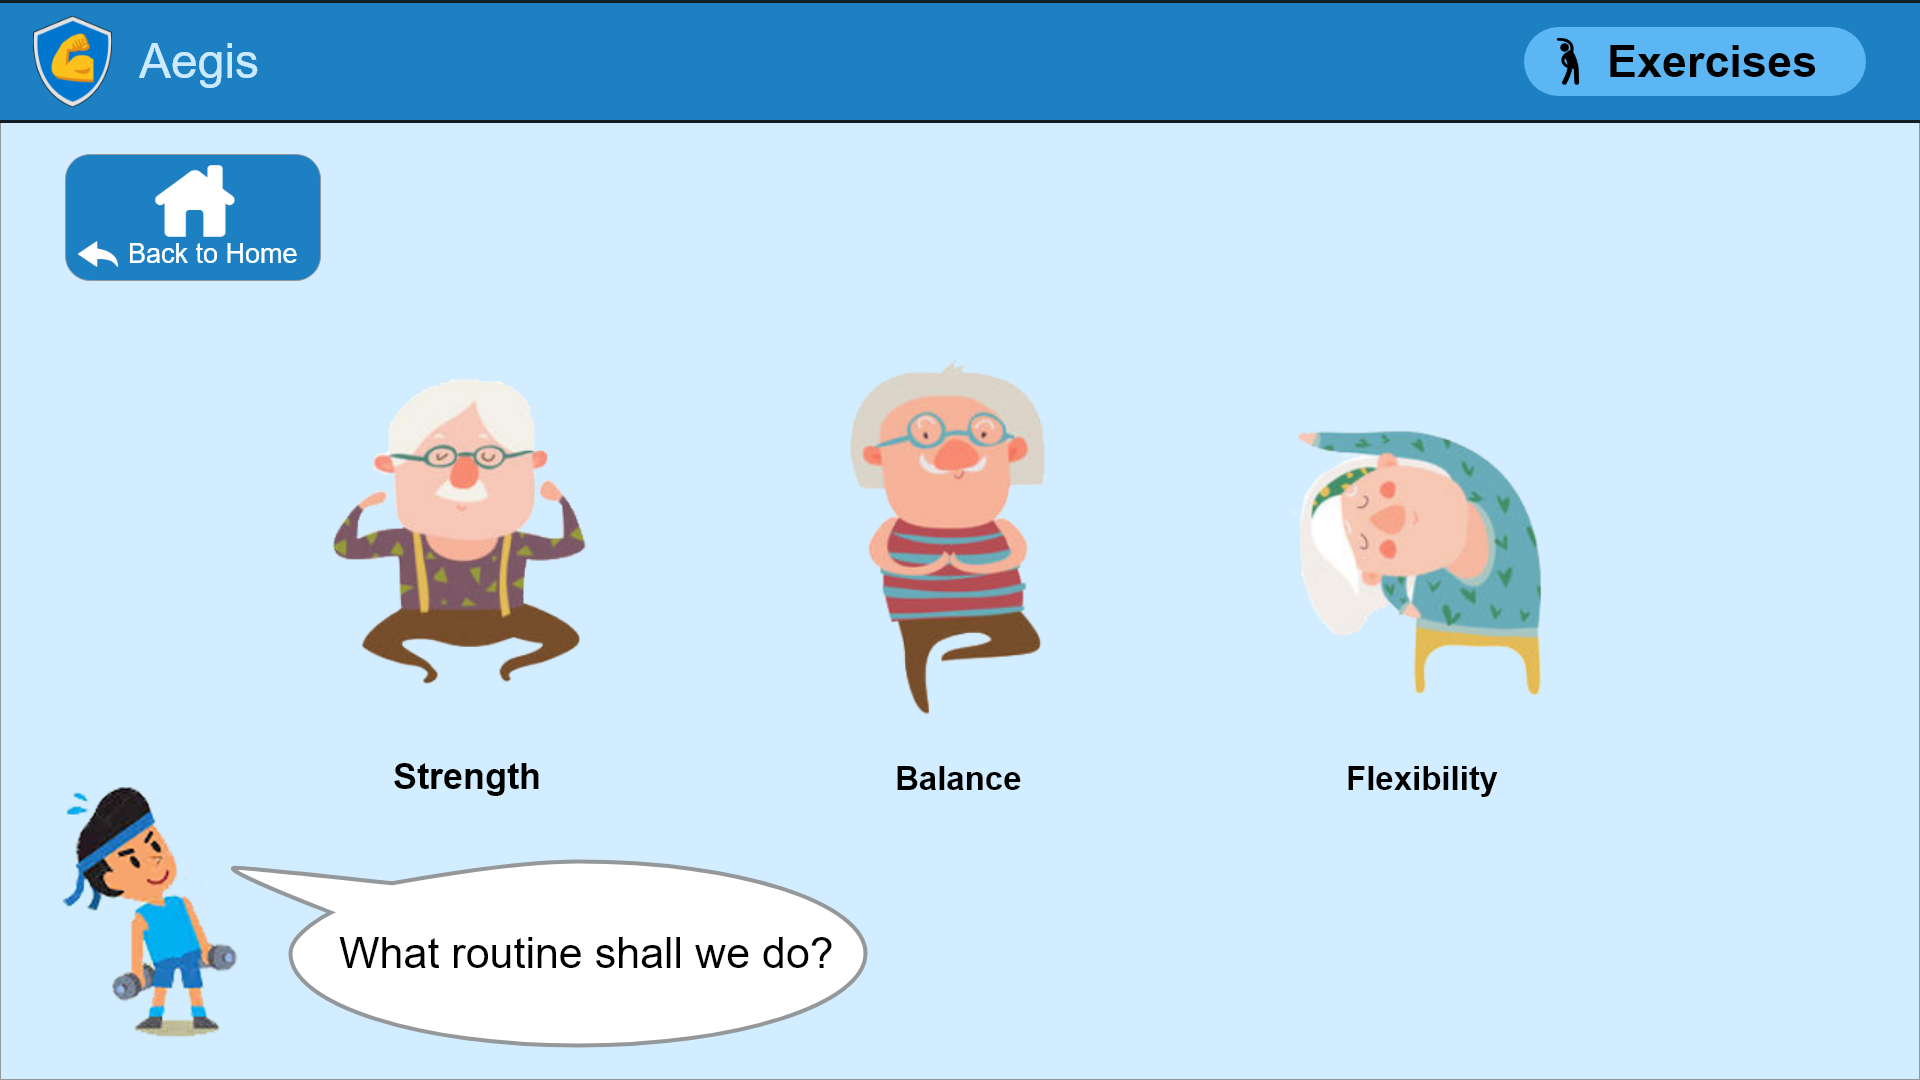 Aegis
Exercises
Back to Home
Strength
Balance
Flexibility
What routine shall we do?